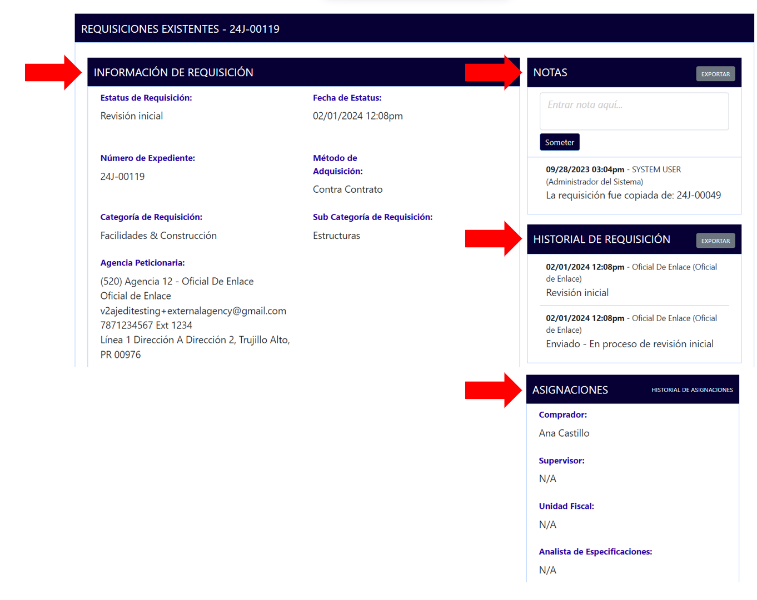 REQUISICIONES EXISTENTES - 24J-00119
INFORMACIÓN DE REQUISICIÓN
Estatus de Requisición:
Revisión inicial
Fecha de Estatus:
02/01/2024 12:08pm
Número de Expediente:
24J-00119
Método de
Adquisición:
Contra Contrato
Categoría de Requisición:
Facilidades & Construcción
Sub Categoría de Requisición:
Estructuras
Agencia Peticionaria:
(520) Agencia 12 - Oficial De Enlace
Oficial de Enlace
v2ajeditesting+externalagency@gmail.com
7871234567 Ext 1234
Línea 1 Dirección A Dirección 2, Trujillo Alto,
PR 00976
NOTAS
EXPORTAR
Entrar nota aquí...
Someter
09/28/2023 03:04pm - SYSTEM USER
(Administrador del Sistema)
La requisición fue copiada de: 24J-00049
HISTORIAL DE REQUISICIÓN
EXPORTAR
02/01/2024 12:08pm - Oficial De Enlace (Oficial
de Enlace)
Revisión inicial
02/01/2024 12:08pm - Oficial De Enlace (Oficial
de Enlace)
Enviado - En proceso de revisión inicial
ASIGNACIONES
HISTORIAL DE ASIGNACIONES
Comprador:
Ana Castillo
Supervisor:
N/A
Unidad Fiscal:
N/A
Analista de Especificaciones:
N/A